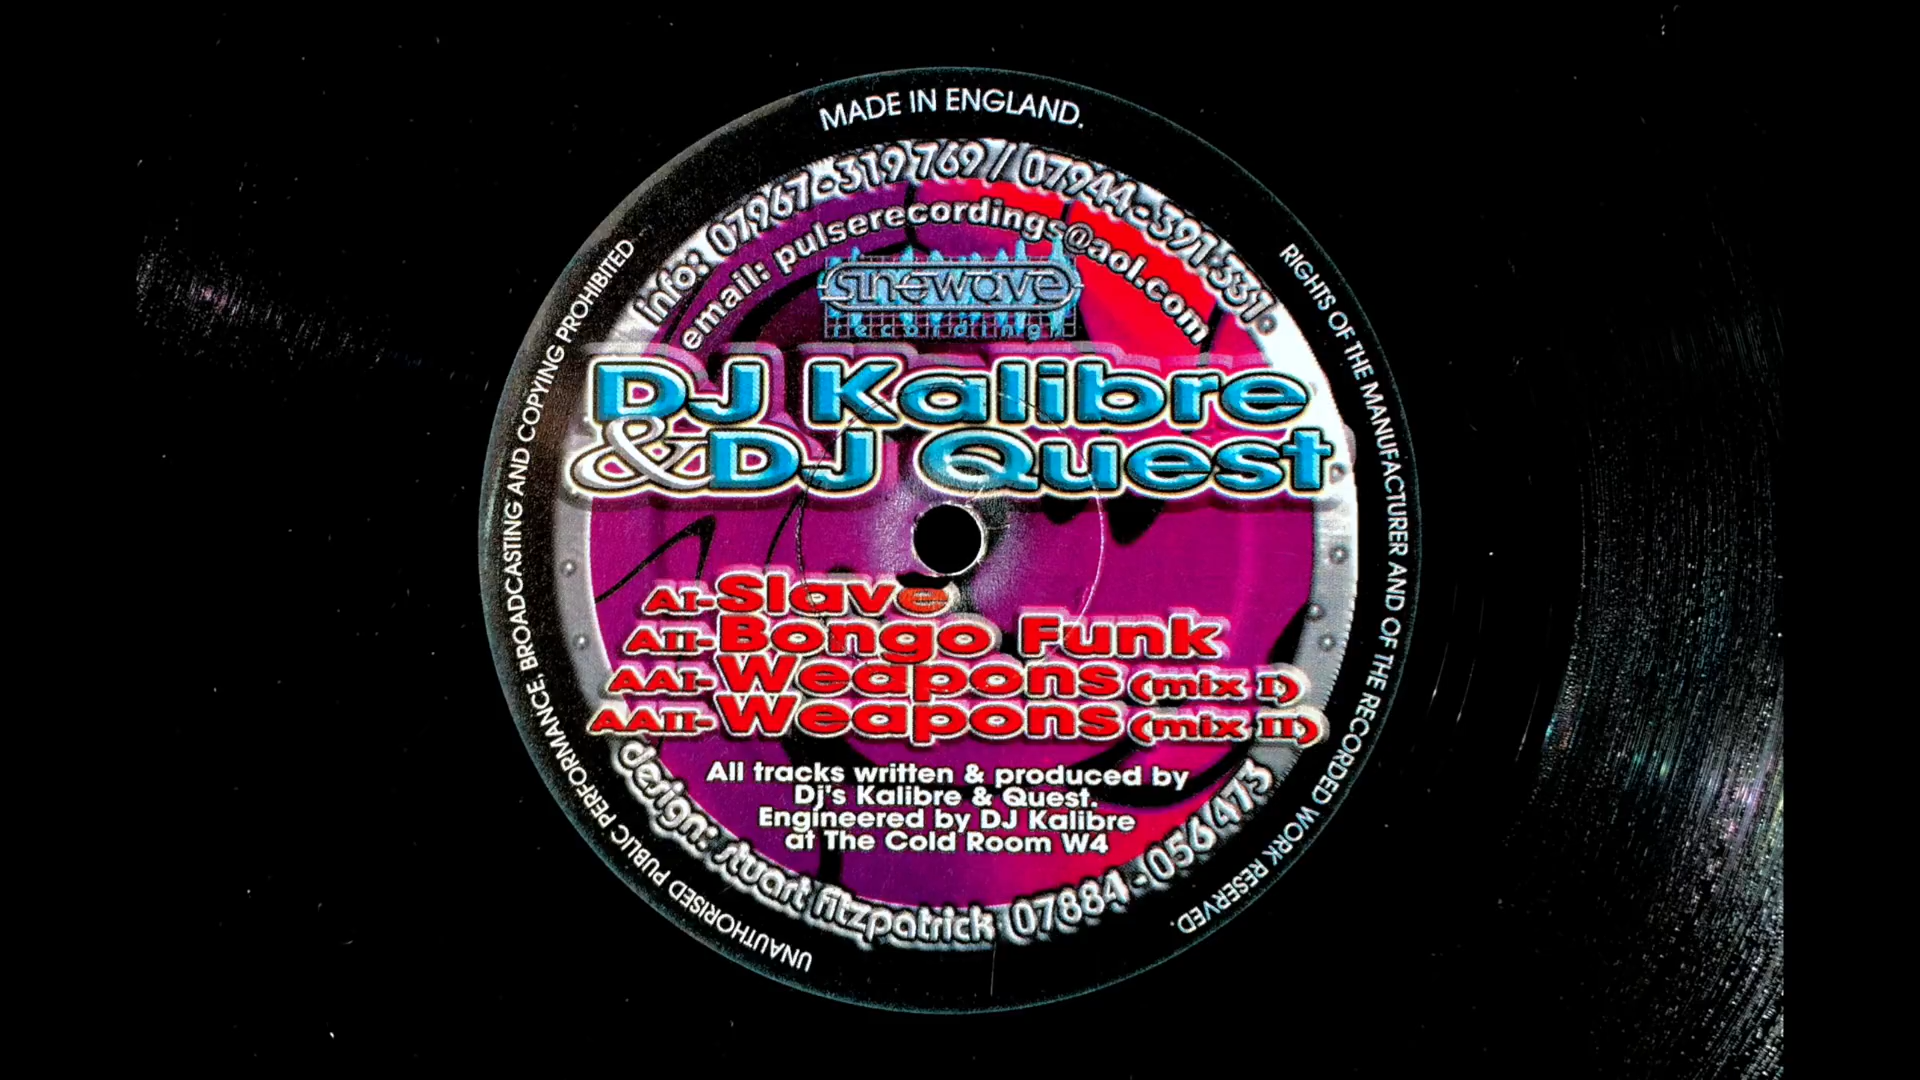 MADE IN ENGLAND.
info: 07967-319769 / 07944-391331
email: pulserecordings@aol.com
sinewave
recordings
DJ Kalibre
& DJ Quest
AI-Slave
AII-Bongo Funk
AAI-Weapons (mix I)
AAII-Weapons (mix II)
All tracks written & produced by
Dj's Kalibre & Quest.
Engineered by DJ Kalibre
at The Cold Room W4
design: stuart fitzpatrick 07884-056473
UNAUTHORISED PUBLIC PERFORMANCE, BROADCASTING AND COPYING PROHIBITED
RIGHTS OF THE MANUFACTURER AND OF THE RECORDED WORK RESERVED.